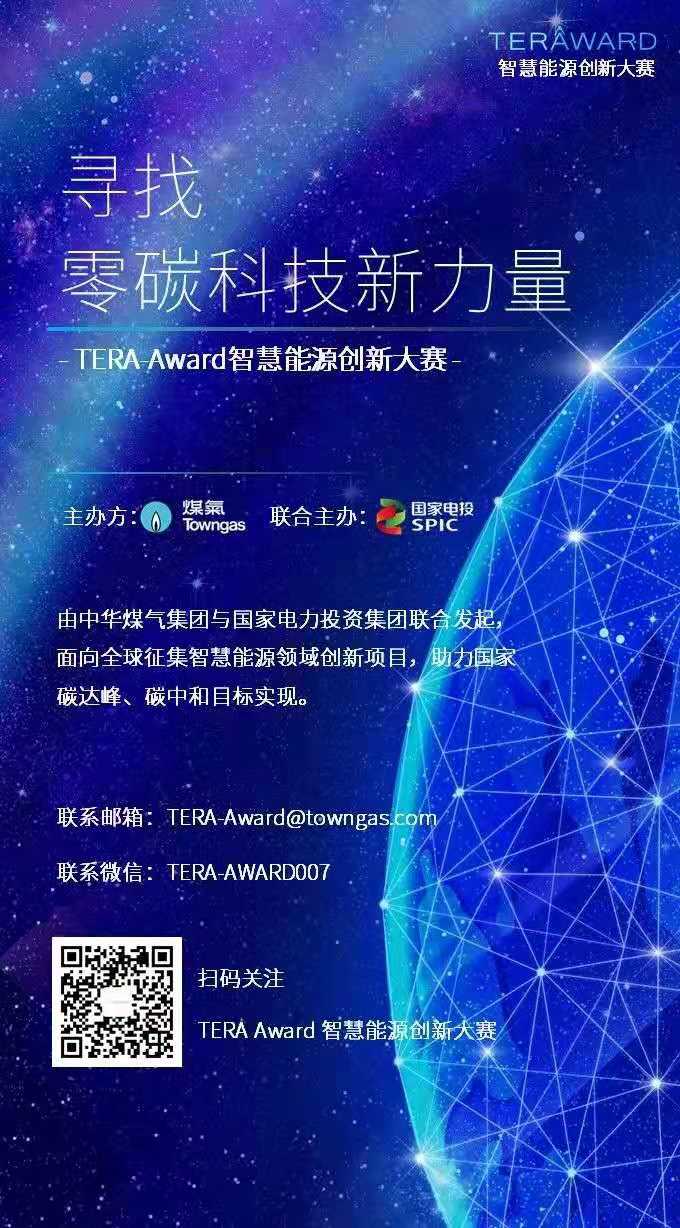 TERAWARD
智慧能源创新大赛
寻找
零碳科技新力量
- TERA-Award智慧能源创新大赛 -
主办方: 煤氣 Towngas 联合主办: 国家电投 SPIC
由中华煤气集团与国家电力投资集团联合发起，
面向全球征集智慧能源领域创新项目，助力国家
碳达峰、碳中和目标实现。
联系邮箱：TERA-Award@towngas.com
联系微信：TERA-AWARD007
扫码关注
TERA Award 智慧能源创新大赛